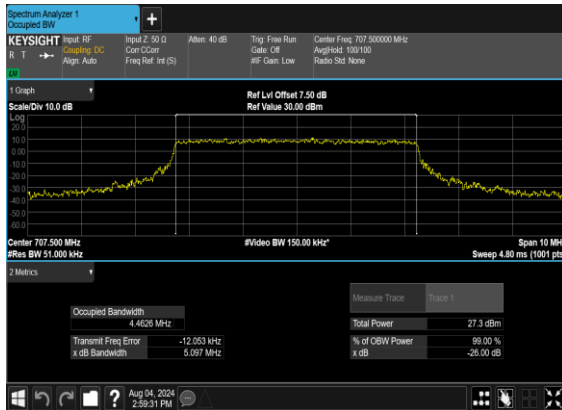 Spectrum Analyzer 1
Occupied BW
KEYSIGHT Input: RF Input Z: 50 Ω Atten: 40 dB Trig: Free Run Center Freq: 707.500000 MHz
R T Coupling: DC Corr CCorr Gate: Off Avg|Hold: 100/100
Align: Auto Freq Ref: Int (S) #IF Gain: Low Radio Std: None
1 Graph
Ref Lvl Offset 7.50 dB
Scale/Div 10.0 dB Ref Value 30.00 dBm
Log
20.0
10.0
0.00
-10.0
-20.0
-30.0
-40.0
-50.0
-60.0
Center 707.500 MHz #Video BW 150.00 kHz* Span 10 MH
#Res BW 51.000 kHz Sweep 4.80 ms (1001 pts
2 Metrics
Measure Trace Trace 1
Occupied Bandwidth
4.4626 MHz Total Power 27.3 dBm
Transmit Freq Error -12.053 kHz % of OBW Power 99.00 %
x dB Bandwidth 5.097 MHz x dB -26.00 dB
? Aug 04, 2024
2:59:31 PM